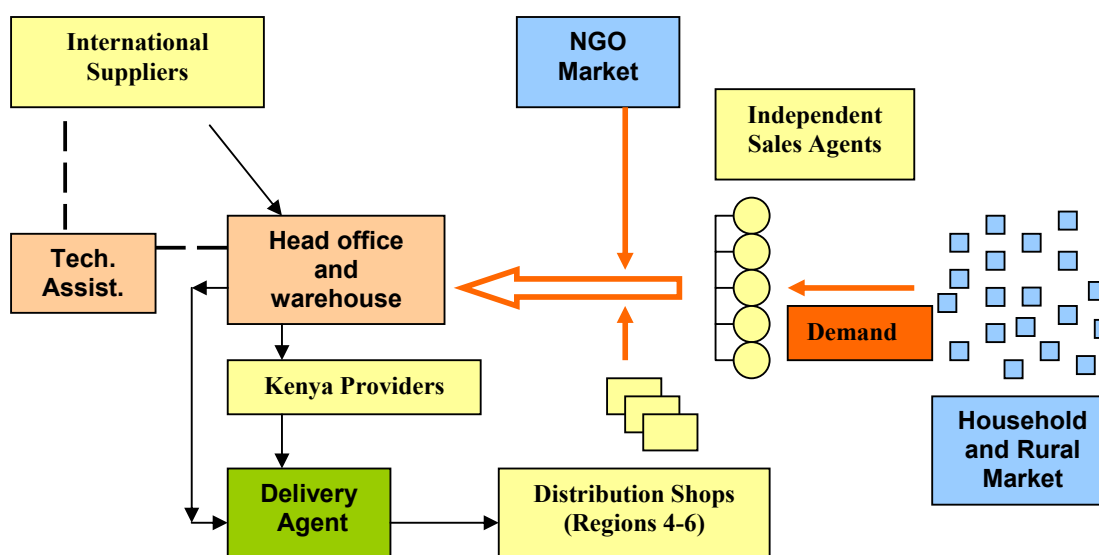 International
Suppliers
NGO
Market
Independent
Sales Agents
Tech.
Assist.
Head office
and
warehouse
Demand
Kenya Providers
Household
and Rural
Market
Delivery
Agent
Distribution Shops
(Regions 4-6)